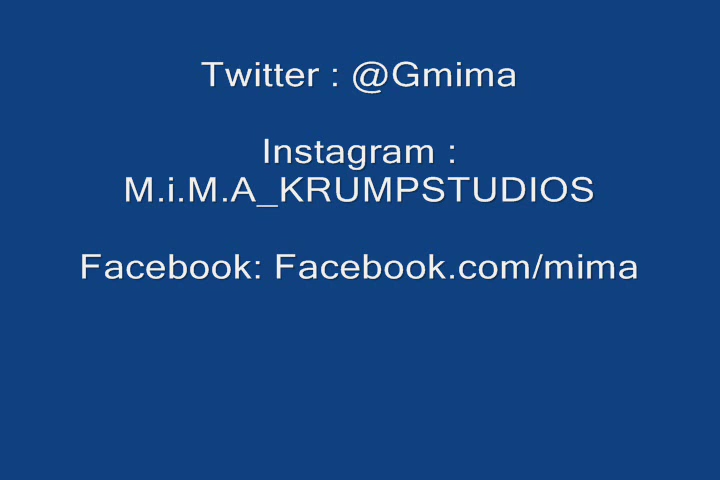 Twitter : @Gmima
Instagram :
M.i.M.A_KRUMPSTUDIOS
Facebook: Facebook.com/mima